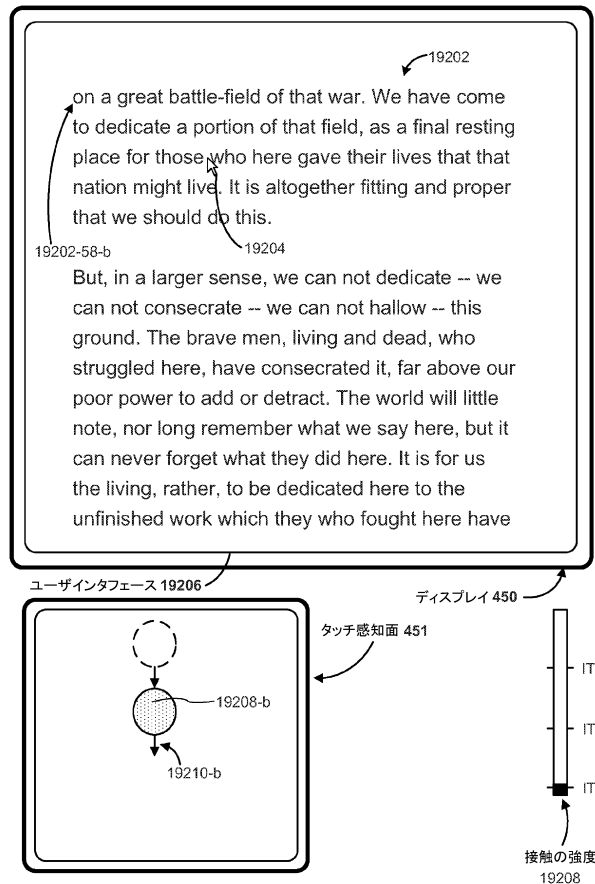 19202
on a great battle-field of that war. We have come
to dedicate a portion of that field, as a final resting
place for those who here gave their lives that that
nation might live. It is altogether fitting and proper
that we should do this.
19202-58-b
19204
But, in a larger sense, we can not dedicate -- we
can not consecrate -- we can not hallow -- this
ground. The brave men, living and dead, who
struggled here, have consecrated it, far above our
poor power to add or detract. The world will little
note, nor long remember what we say here, but it
can never forget what they did here. It is for us
the living, rather, to be dedicated here to the
unfinished work which they who fought here have
ユーザインタフェース 19206
ディスプレイ 450
タッチ感知面 451
IT
19208-b
IT
19210-b
IT
接触の強度
19208